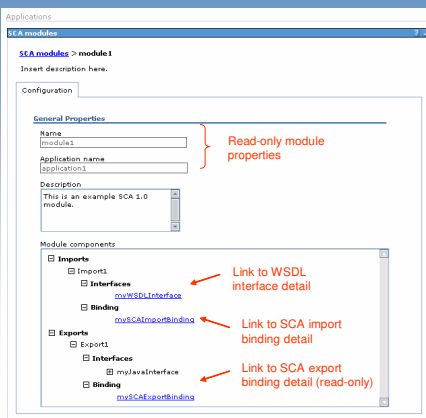 Applications
SCA modules ?
SCA modules > module1
Insert description here.
Configuration
General Properties
Name
module1
Read-only module
properties
Application name
application1
Description
This is an example SCA 1.0
module.
Module components
Imports
Import1
Interfaces
myWSDLInterface
Link to WSDL
interface detail
Binding
mySCAImportBinding
Link to SCA import
binding detail
Exports
Export1
Interfaces
myJavaInterface
Link to SCA export
binding detail (read-only)
Binding
mySCAExportBinding